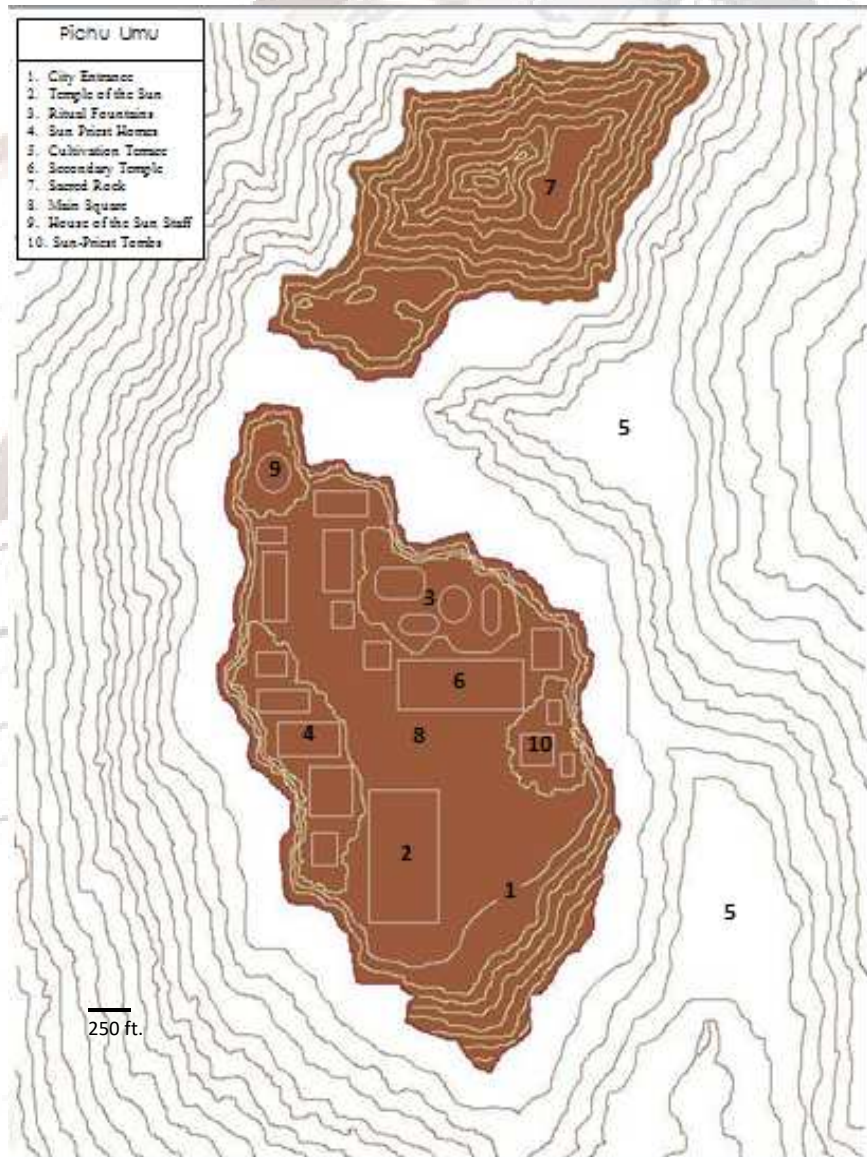 Pichu Umu
1. City Entrance
2. Temple of the Sun
3. Ritual Fountains
4. Sun Priest Homes
5. Cultivation Terrace
6. Secondary Temple
7. Sacred Rock
8. Main Square
9. House of the Sun Staff
10. Sun-Priest Tombs
7
5
9
3
6
4
8
10
2
1
5
250 ft.